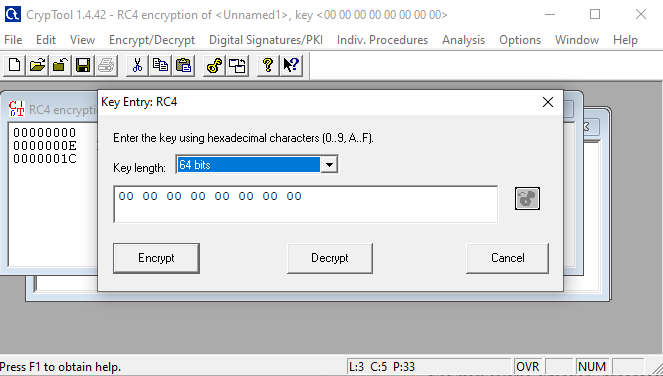 CrypTool 1.4.42 - RC4 encryption of <Unnamed1>, key <00 00 00 00 00 00 00 00>
File Edit View Encrypt/Decrypt Digital Signatures/PKI Indiv. Procedures Analysis Options Window Help
Key Entry: RC4
RC4 encrypti
00000000
0000000E
0000001C
Enter the key using hexadecimal characters (0..9, A..F).
Key length: 64 bits
00 00 00 00 00 00 00 00
Encrypt Decrypt Cancel
Press F1 to obtain help. L:3 C:5 P:33 OVR NUM